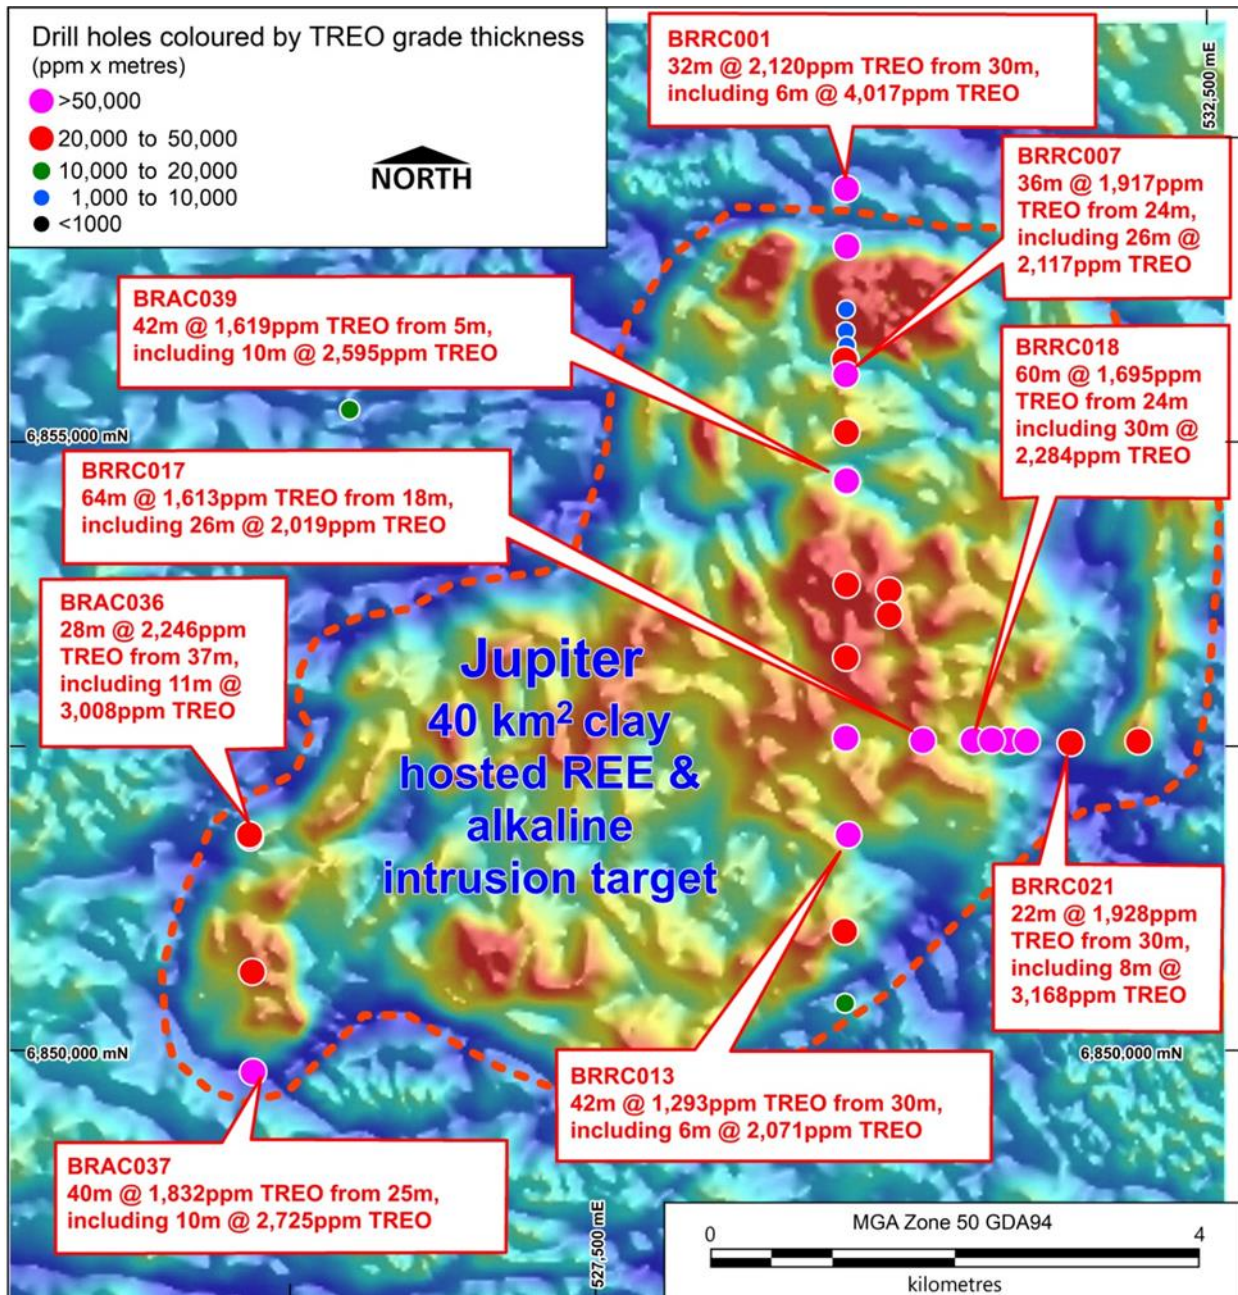 Drill holes coloured by TREO grade thickness
(ppm x metres)
>50,000
20,000 to 50,000
10,000 to 20,000
1,000 to 10,000
<1000
NORTH
BRRC001
32m @ 2,120ppm TREO from 30m,
including 6m @ 4,017ppm TREO
532,500 mE
BRRC007
36m @ 1,917ppm
TREO from 24m,
including 26m @
2,117ppm TREO
BRAC039
42m @ 1,619ppm TREO from 5m,
including 10m @ 2,595ppm TREO
BRRC018
60m @ 1,695ppm
TREO from 24m
including 30m @
2,284ppm TREO
6,855,000 mN
BRRC017
64m @ 1,613ppm TREO from 18m,
including 26m @ 2,019ppm TREO
BRAC036
28m @ 2,246ppm
TREO from 37m,
including 11m @
3,008ppm TREO
Jupiter
40 km² clay
hosted REE &
alkaline
intrusion target
BRRC021
22m @ 1,928ppm
TREO from 30m,
including 8m @
3,168ppm TREO
6,850,000 mN
6,850,000 mN
BRRC013
42m @ 1,293ppm TREO from 30m,
including 6m @ 2,071ppm TREO
BRAC037
40m @ 1,832ppm TREO from 25m,
including 10m @ 2,725ppm TREO
527,500 mE
MGA Zone 50 GDA94
0 4
kilometres